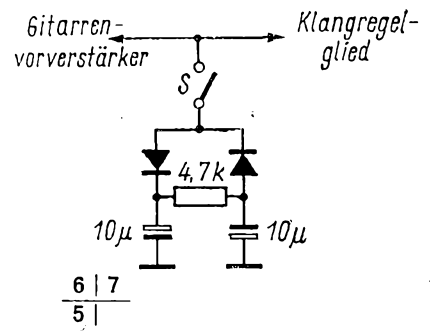 Gitarren-
vorverstärker
Klangregel-
glied
S
4,7k
10µ
10µ
6 | 7
5 |